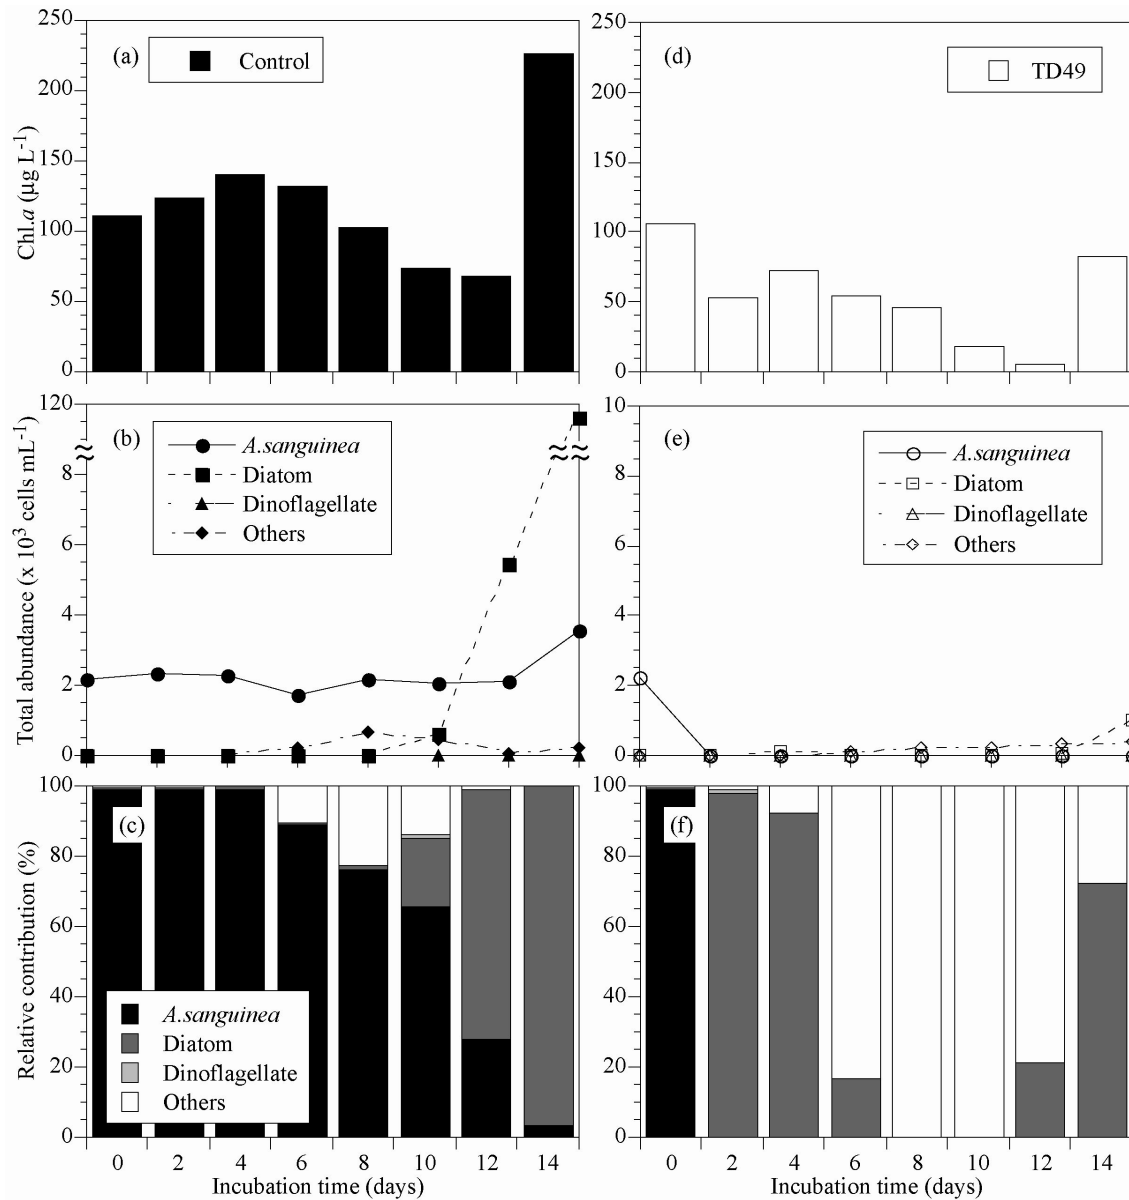 (a)
Control
Chl.a (µg L⁻¹)
250
200
150
100
50
0
(d)
TD49
250
200
150
100
50
0
(b)
A.sanguinea
Diatom
Dinoflagellate
Others
Total abundance (x 10³ cells mL⁻¹)
120
8
6
4
2
0
(e)
A.sanguinea
Diatom
Dinoflagellate
Others
10
8
6
4
2
0
(c)
A.sanguinea
Diatom
Dinoflagellate
Others
Relative contribution (%)
100
80
60
40
20
0
0 2 4 6 8 10 12 14
Incubation time (days)
(f)
100
80
60
40
20
0
0 2 4 6 8 10 12 14
Incubation time (days)